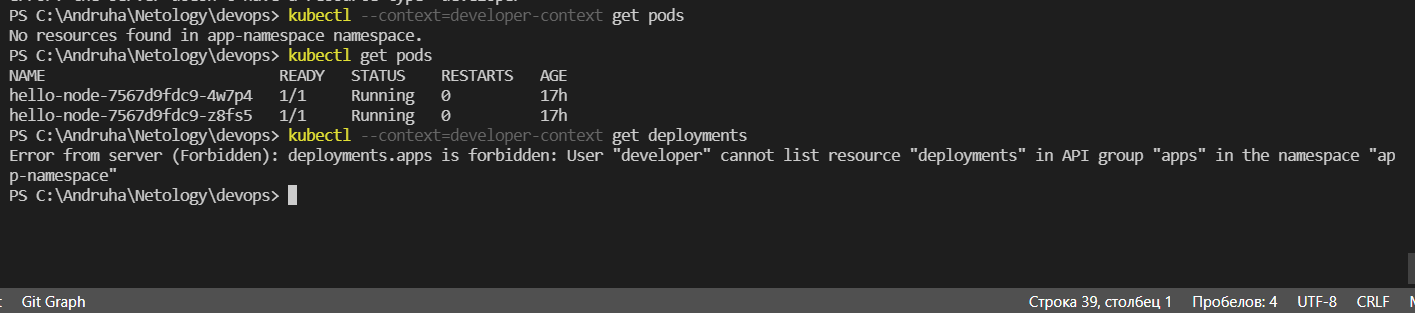 PS C:\Andruha\Netology\devops> kubectl --context=developer-context get pods
No resources found in app-namespace namespace.
PS C:\Andruha\Netology\devops> kubectl get pods
NAME READY STATUS RESTARTS AGE
hello-node-7567d9fdc9-4w7p4 1/1 Running 0 17h
hello-node-7567d9fdc9-z8fs5 1/1 Running 0 17h
PS C:\Andruha\Netology\devops> kubectl --context=developer-context get deployments
Error from server (Forbidden): deployments.apps is forbidden: User "developer" cannot list resource "deployments" in API group "apps" in the namespace "ap
p-namespace"
PS C:\Andruha\Netology\devops>
Git Graph Строка 39, столбец 1 Пробелов: 4 UTF-8 CRLF